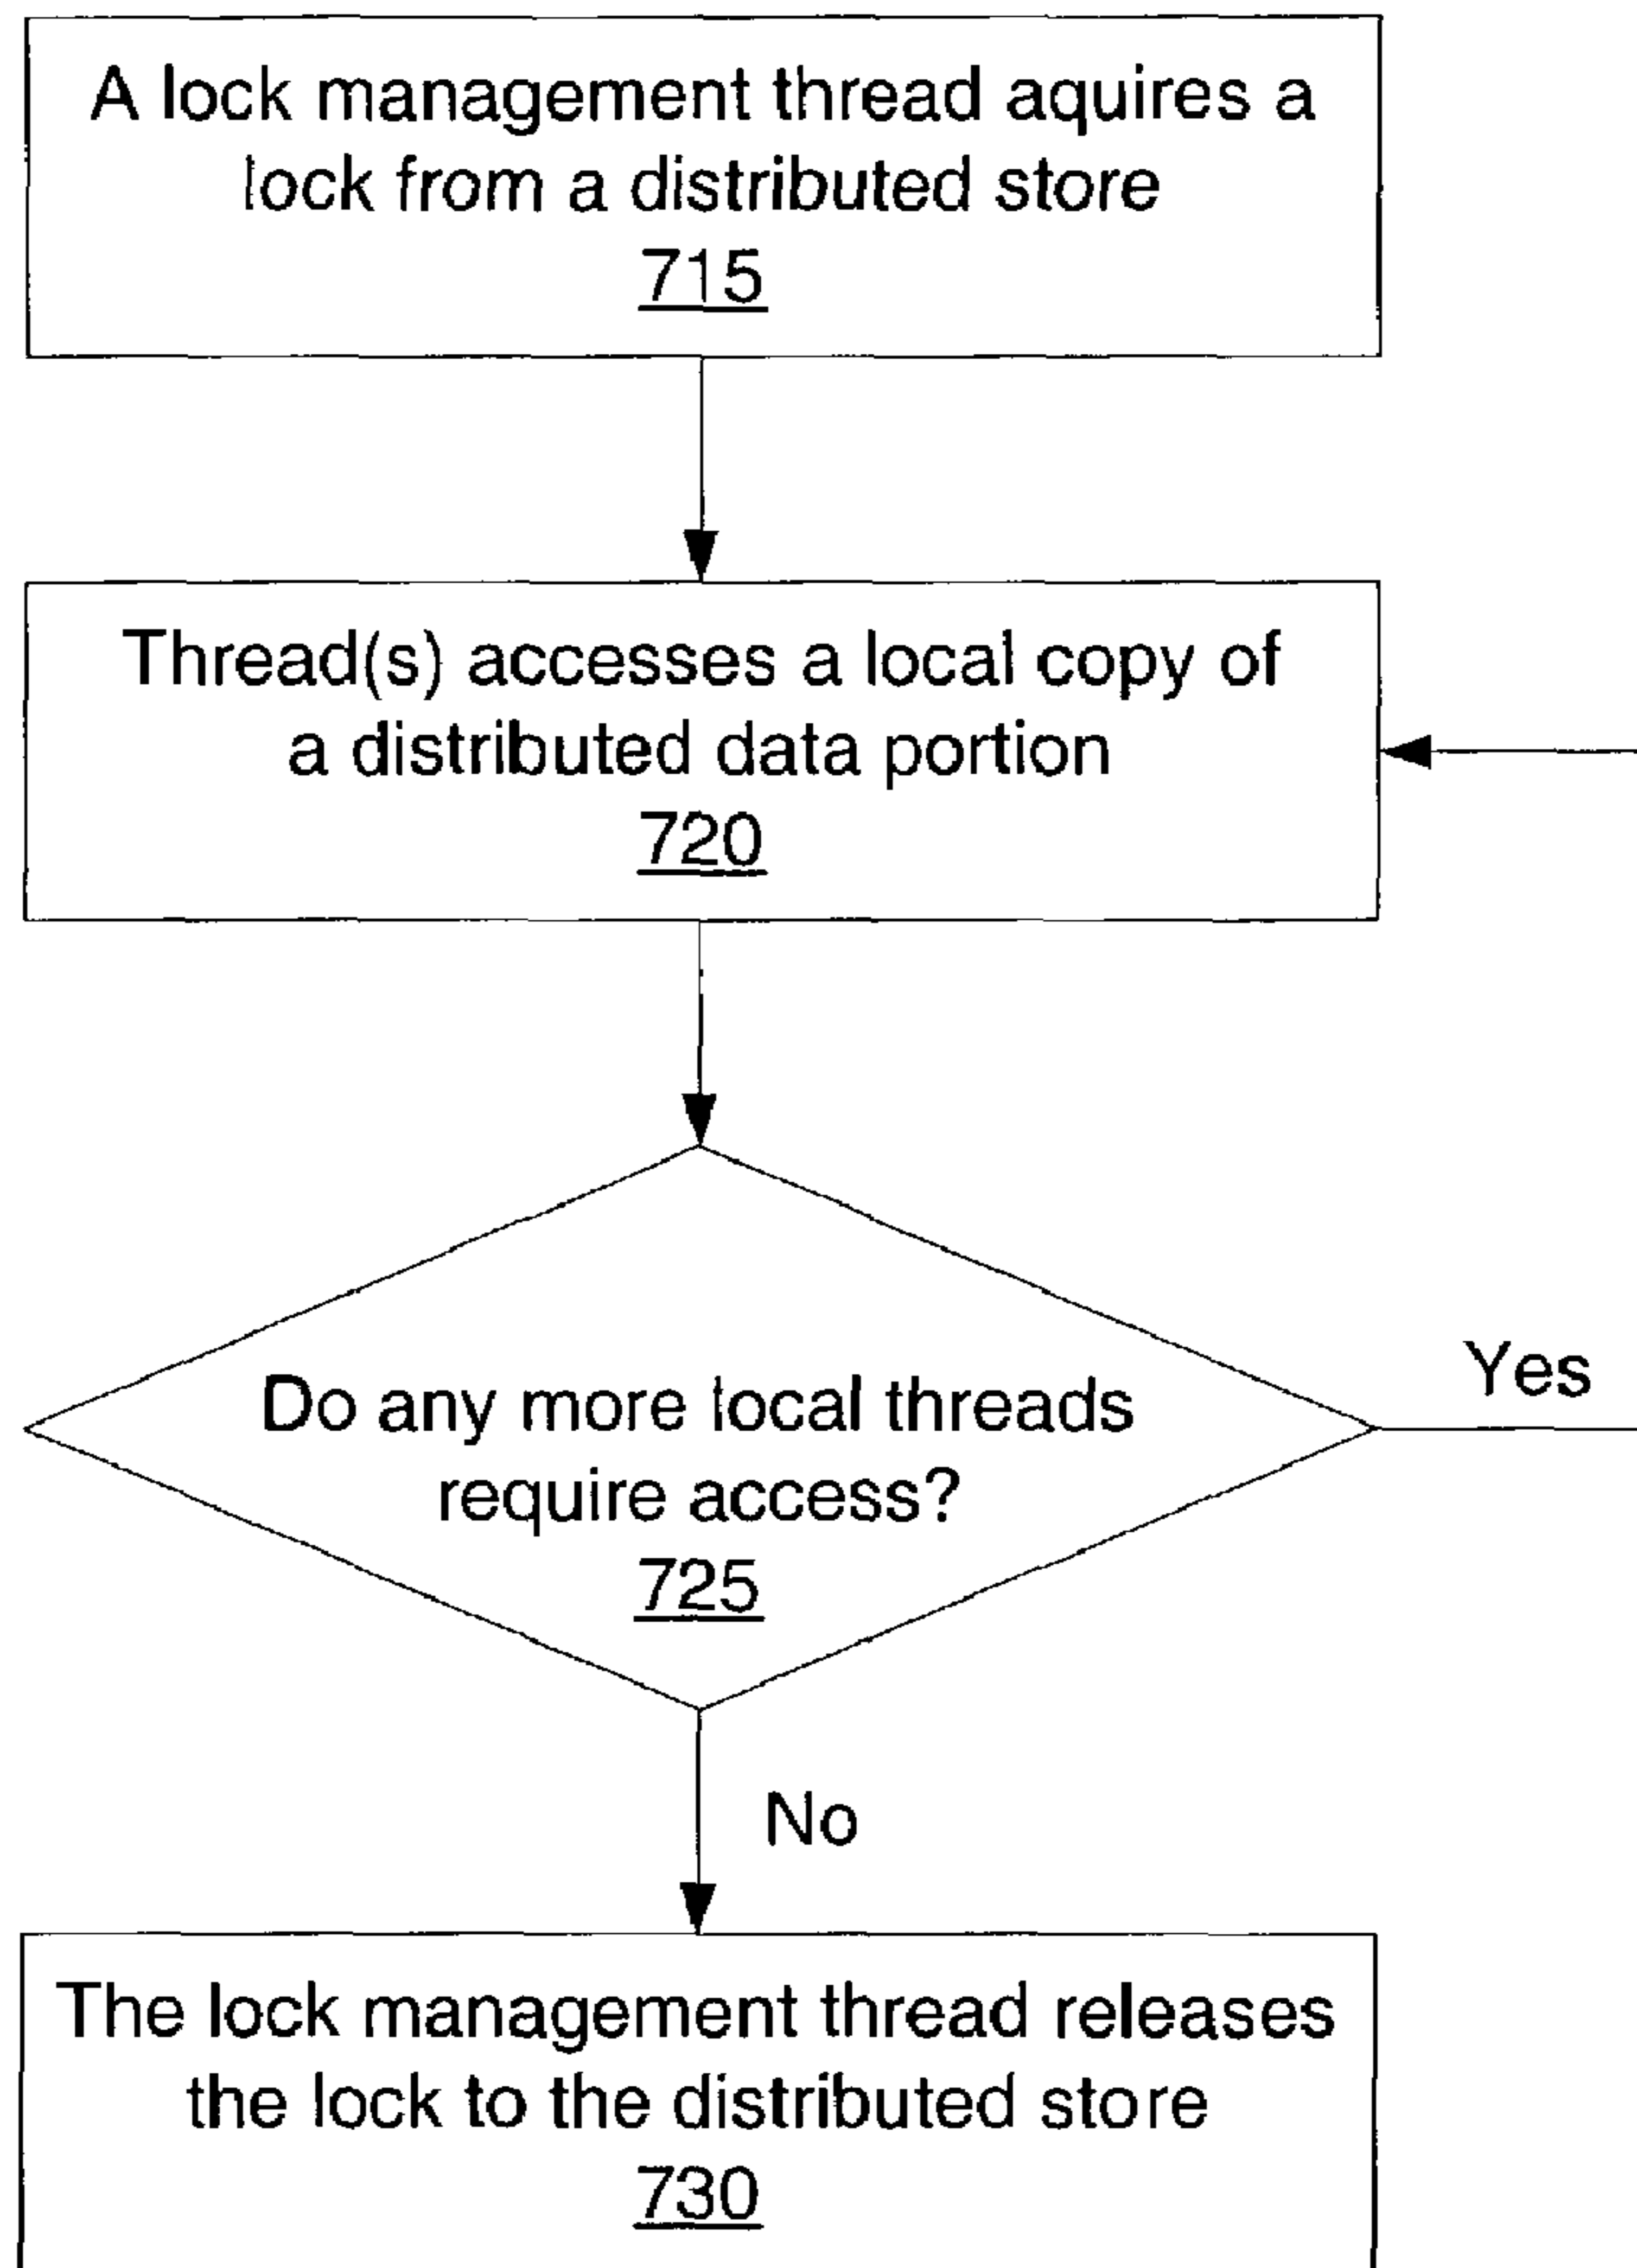 A lock management thread aquires a
lock from a distributed store
715
Thread(s) accesses a local copy of
a distributed data portion
720
Do any more local threads
require access?
725
Yes
No
The lock management thread releases
the lock to the distributed store
730